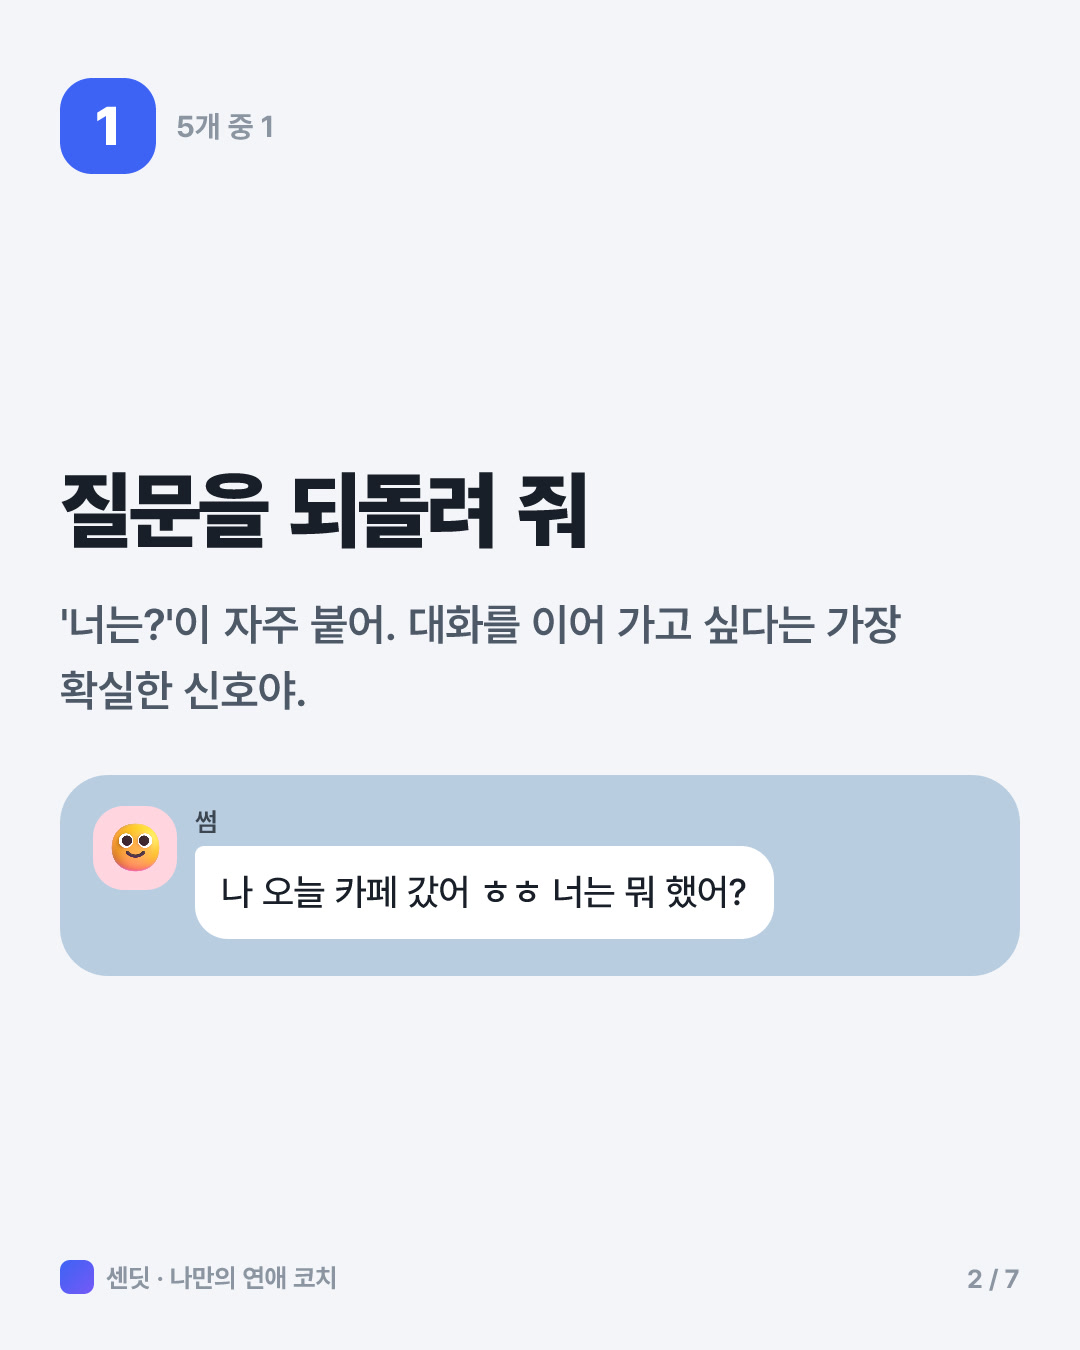 1
5개 중 1
질문을 되돌려 줘
'너는?'이 자주 붙어. 대화를 이어 가고 싶다는 가장
확실한 신호야.
썸
나 오늘 카페 갔어 ㅎㅎ 너는 뭐 했어?
센딧 · 나만의 연애 코치
2 / 7